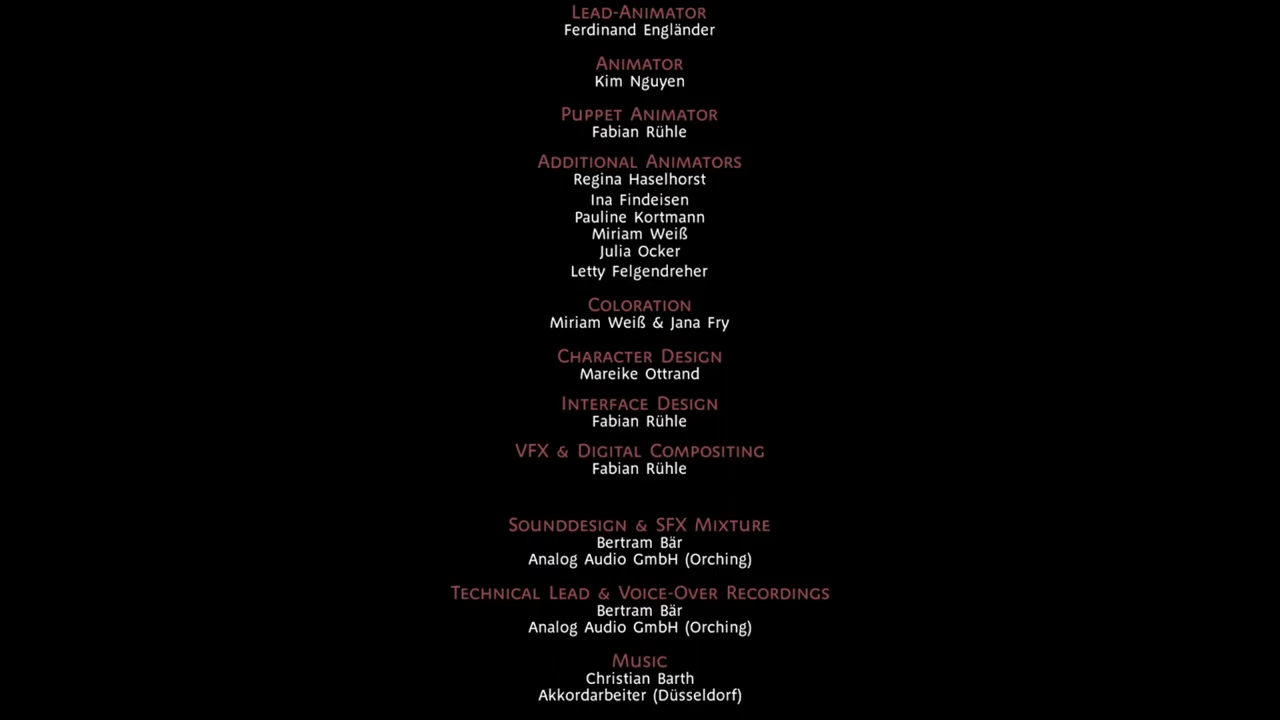 LEAD-ANIMATOR
Ferdinand Engländer
ANIMATOR
Kim Nguyen
PUPPET ANIMATOR
Fabian Rühle
ADDITIONAL ANIMATORS
Regina Haselhorst
Ina Findeisen
Pauline Kortmann
Miriam Weiß
Julia Ocker
Letty Felgendreher
COLORATION
Miriam Weiß & Jana Fry
CHARACTER DESIGN
Mareike Ottrand
INTERFACE DESIGN
Fabian Rühle
VFX & DIGITAL COMPOSITING
Fabian Rühle
SOUNDDESIGN & SFX MIXTURE
Bertram Bär
Analog Audio GmbH (Orching)
TECHNICAL LEAD & VOICE-OVER RECORDINGS
Bertram Bär
Analog Audio GmbH (Orching)
MUSIC
Christian Barth
Akkordarbeiter (Düsseldorf)